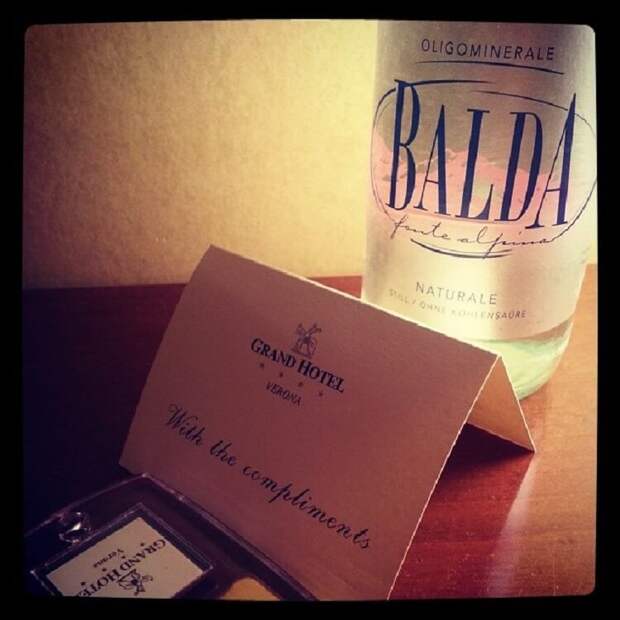 OLIGOMINERALE
BALDA
fonte alpina
NATURALE
STILL / OHNE KOHLENSÄURE
GRAND HOTEL
★ ★ ★ ★
VERONA
With the compliments
GRAND HOTEL
Verona